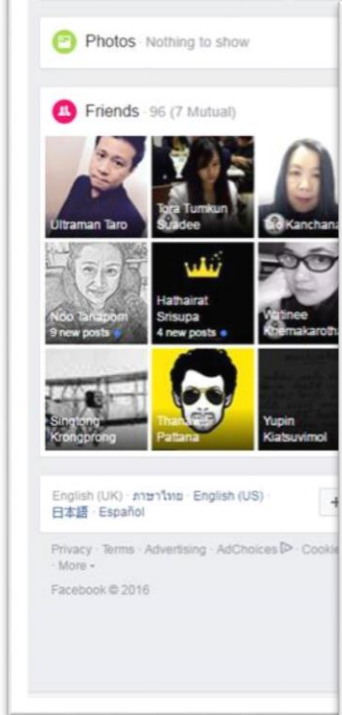 Photos · Nothing to show
Friends · 96 (7 Mutual)
Ultraman Taro
Tora Tumkun
Suadee
Kanchana
Noo Tanaporn
9 new posts
Hathairat
Srisupa
4 new posts
Watinee
Khemakaroth
Singtong
Krongprong
Pattana
Yupin
Kiatsuvimol
English (UK) · ภาษาไทย · English (US) ·
日本語 · Español
+
Privacy · Terms · Advertising · AdChoices · Cookie
· More
Facebook © 2016